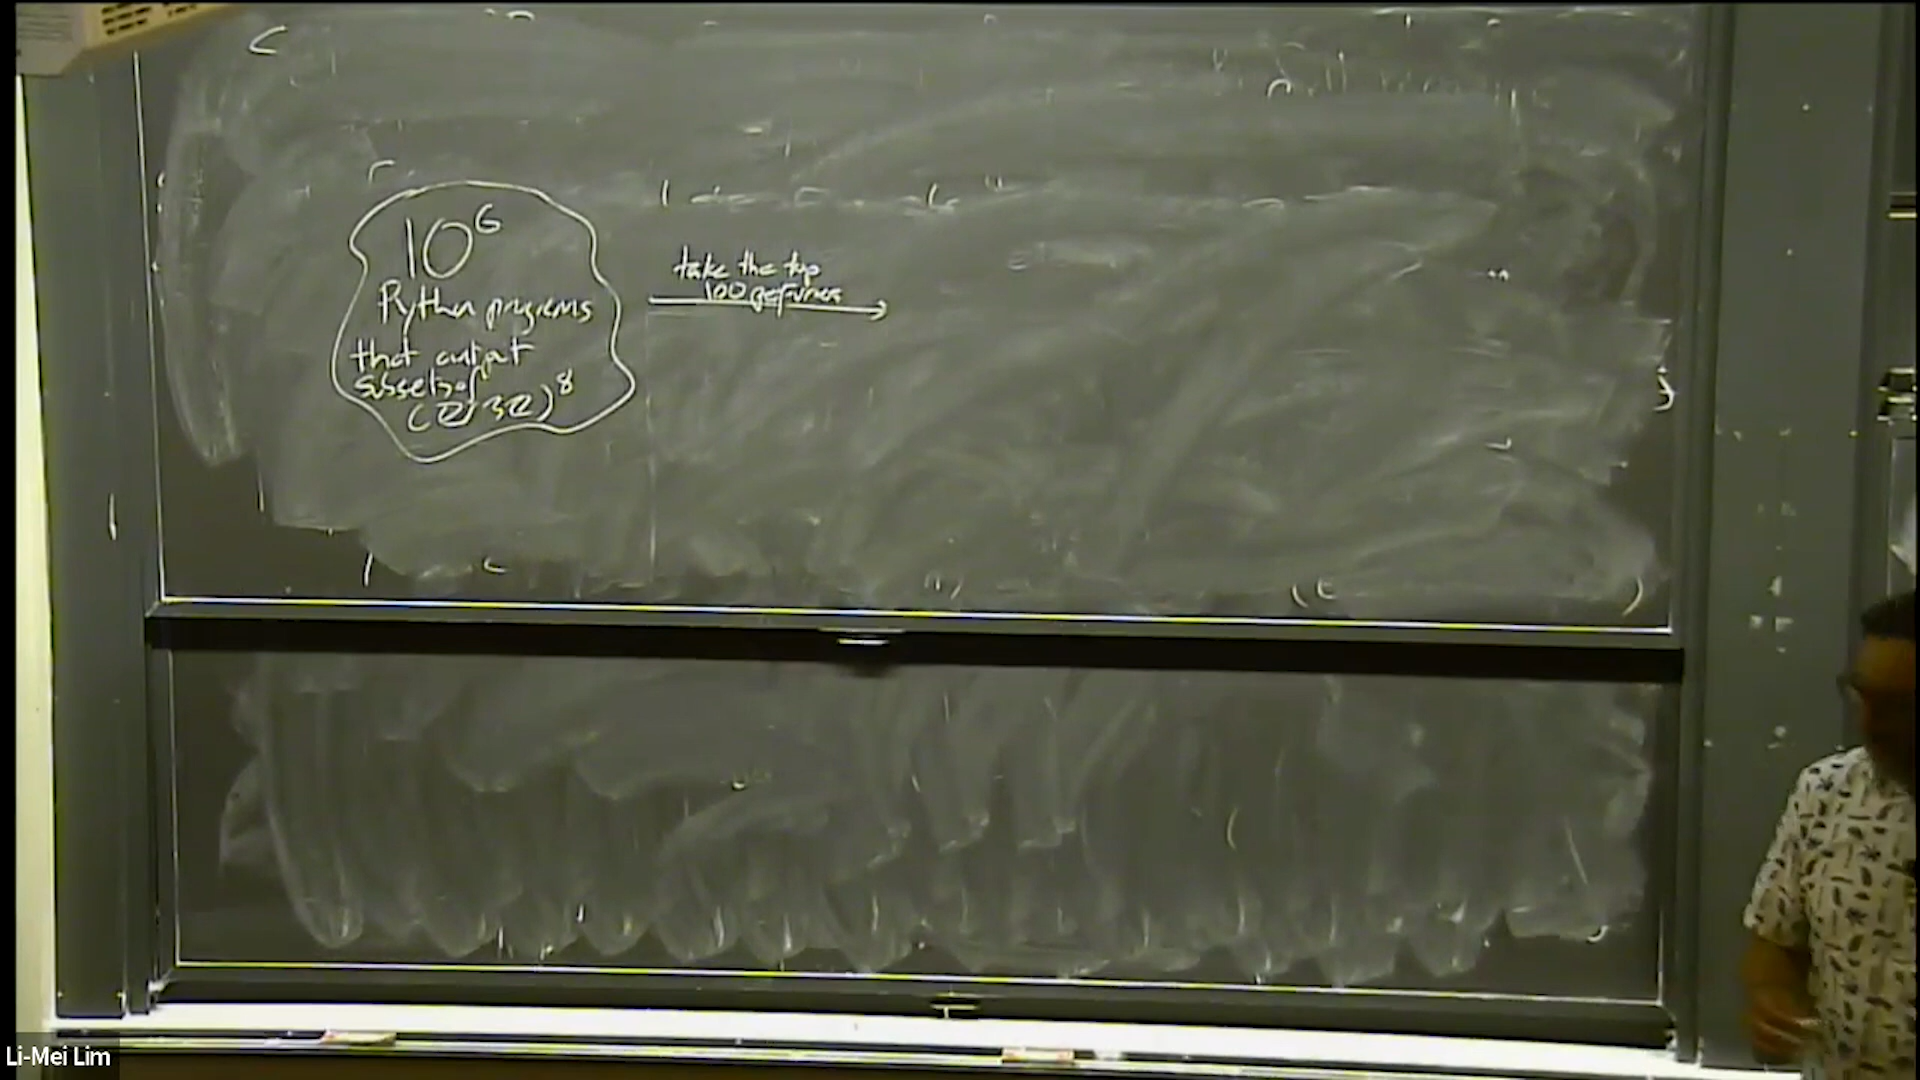 10^6
Python programs
that output
subsets of
(ℤ/3ℤ)^8
take the top
100 performers
Li-Mei Lim